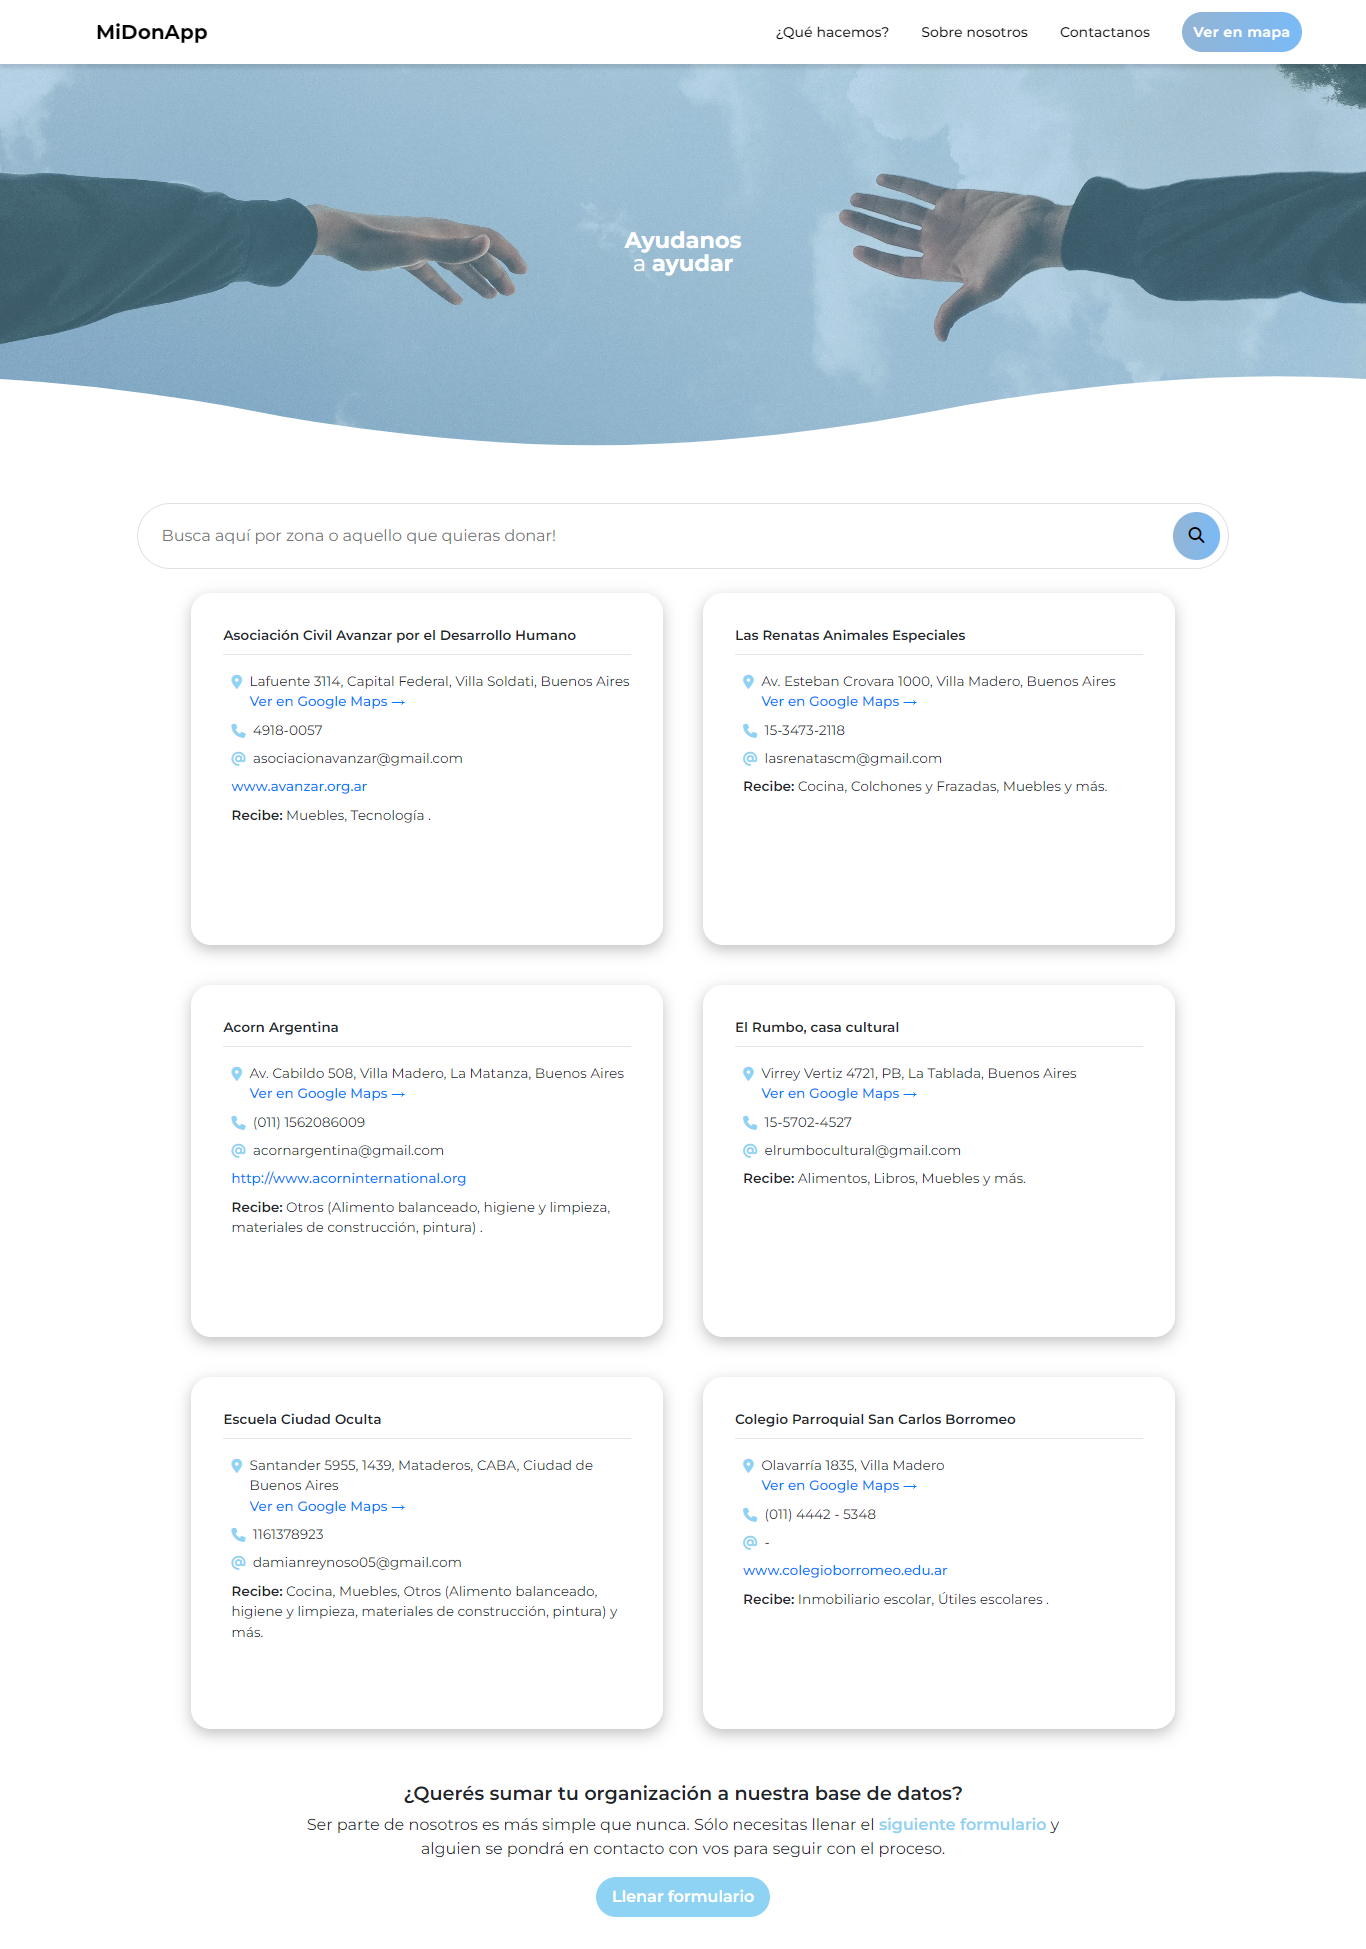 MiDonApp
¿Qué hacemos?
Sobre nosotros
Contactanos
Ver en mapa
Ayudanos
a ayudar
Busca aquí por zona o aquello que quieras donar!
Asociación Civil Avanzar por el Desarrollo Humano
Lafuente 3114, Capital Federal, Villa Soldati, Buenos Aires
Ver en Google Maps →
4918-0057
asociacionavanzar@gmail.com
www.avanzar.org.ar
Recibe: Muebles, Tecnología .
Las Renatas Animales Especiales
Av. Esteban Crovara 1000, Villa Madero, Buenos Aires
Ver en Google Maps →
15-3473-2118
lasrenatascm@gmail.com
Recibe: Cocina, Colchones y Frazadas, Muebles y más.
Acorn Argentina
Av. Cabildo 508, Villa Madero, La Matanza, Buenos Aires
Ver en Google Maps →
(011) 1562086009
acornargentina@gmail.com
http://www.acorninternational.org
Recibe: Otros (Alimento balanceado, higiene y limpieza,
materiales de construcción, pintura) .
El Rumbo, casa cultural
Virrey Vertiz 4721, PB, La Tablada, Buenos Aires
Ver en Google Maps →
15-5702-4527
elrumbocultural@gmail.com
Recibe: Alimentos, Libros, Muebles y más.
Escuela Ciudad Oculta
Santander 5955, 1439, Mataderos, CABA, Ciudad de
Buenos Aires
Ver en Google Maps →
1161378923
damianreynoso05@gmail.com
Recibe: Cocina, Muebles, Otros (Alimento balanceado,
higiene y limpieza, materiales de construcción, pintura) y
más.
Colegio Parroquial San Carlos Borromeo
Olavarría 1835, Villa Madero
Ver en Google Maps →
(011) 4442 - 5348
-
www.colegioborromeo.edu.ar
Recibe: Inmobiliario escolar, Útiles escolares .
¿Querés sumar tu organización a nuestra base de datos?
Ser parte de nosotros es más simple que nunca. Sólo necesitas llenar el siguiente formulario y
alguien se pondrá en contacto con vos para seguir con el proceso.
Llenar formulario